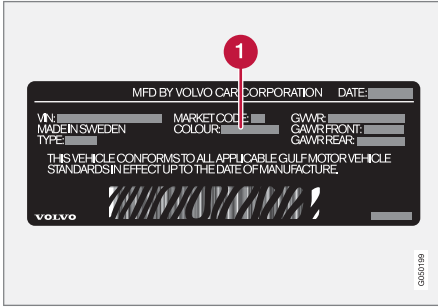 1
MFD BY VOLVO CAR CORPORATION DATE:
VIN: MARKET CODE: GVWR:
MADE IN SWEDEN COLOUR: GAWR FRONT:
TYPE: GAWR REAR:
THIS VEHICLE CONFORMS TO ALL APPLICABLE GULF MOTOR VEHICLE
STANDARDS IN EFFECT UP TO THE DATE OF MANUFACTURE.
VOLVO
G050199